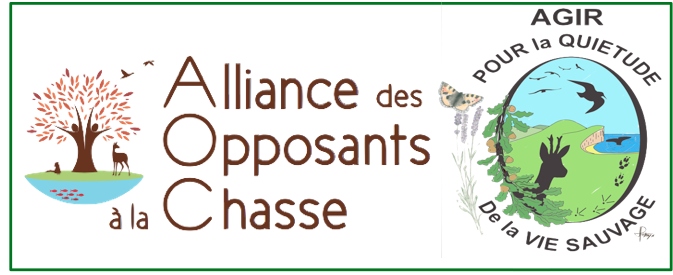 Alliance des
Opposants
à la Chasse
AGIR
POUR la QUIETUDE
De la VIE SAUVAGE